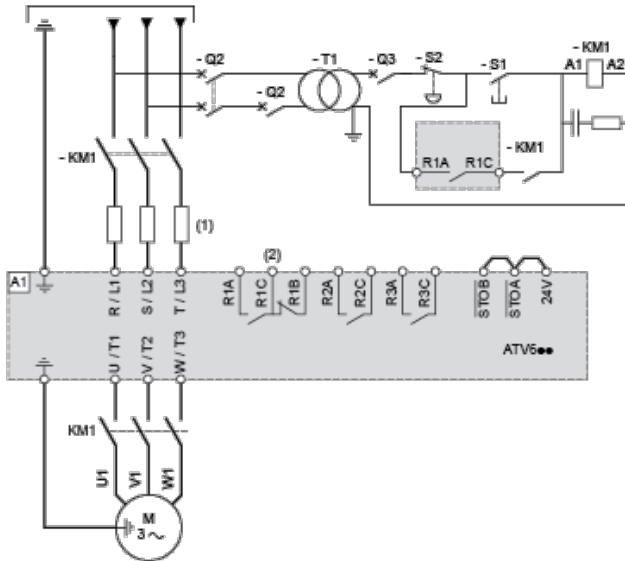 - Q2
- T1
- Q3
- S2
- S1
- KM1
A1
A2
- Q2
- KM1
R1A
R1C
- KM1
(1)
(2)
A1
R / L1
S / L2
T / L3
R1A
R1C
R1B
R2A
R2C
R3A
R3C
STOB
STOA
24V
U / T1
V / T2
W / T3
ATV6●●
KM1
U1
V1
W1
M
3 ~